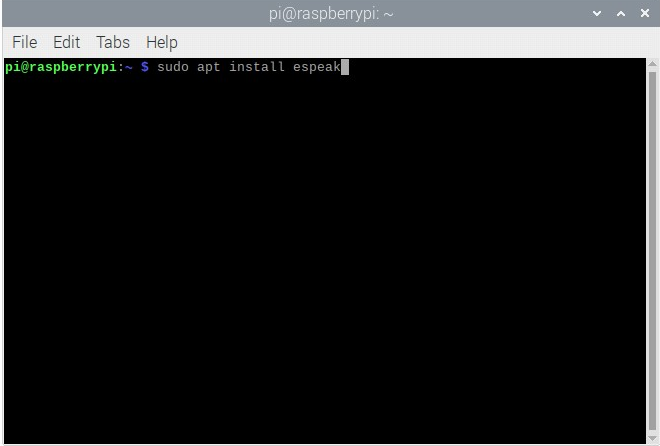 pi@raspberrypi: ~
File Edit Tabs Help
pi@raspberrypi:~ $ sudo apt install espeak